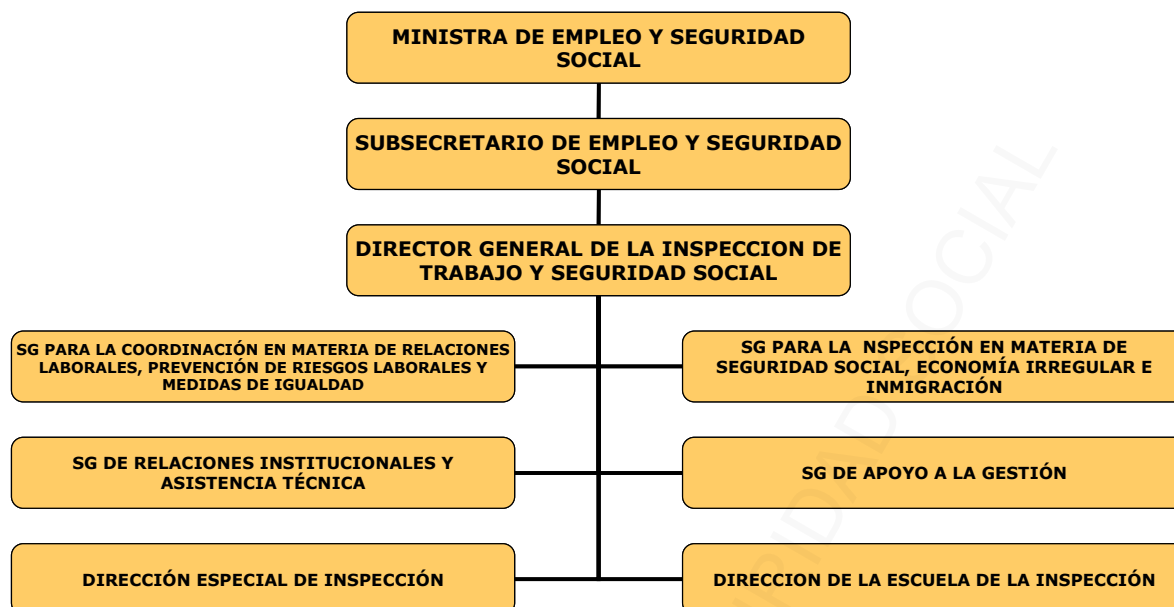 MINISTRA DE EMPLEO Y SEGURIDAD
SOCIAL
SUBSECRETARIO DE EMPLEO Y SEGURIDAD
SOCIAL
DIRECTOR GENERAL DE LA INSPECCION DE
TRABAJO Y SEGURIDAD SOCIAL
SG PARA LA COORDINACIÓN EN MATERIA DE RELACIONES
LABORALES, PREVENCIÓN DE RIESGOS LABORALES Y
MEDIDAS DE IGUALDAD
SG PARA LA NSPECCIÓN EN MATERIA DE
SEGURIDAD SOCIAL, ECONOMÍA IRREGULAR E
INMIGRACIÓN
SG DE RELACIONES INSTITUCIONALES Y
ASISTENCIA TÉCNICA
SG DE APOYO A LA GESTIÓN
DIRECCIÓN ESPECIAL DE INSPECCIÓN
DIRECCION DE LA ESCUELA DE LA INSPECCIÓN
SOCIAL